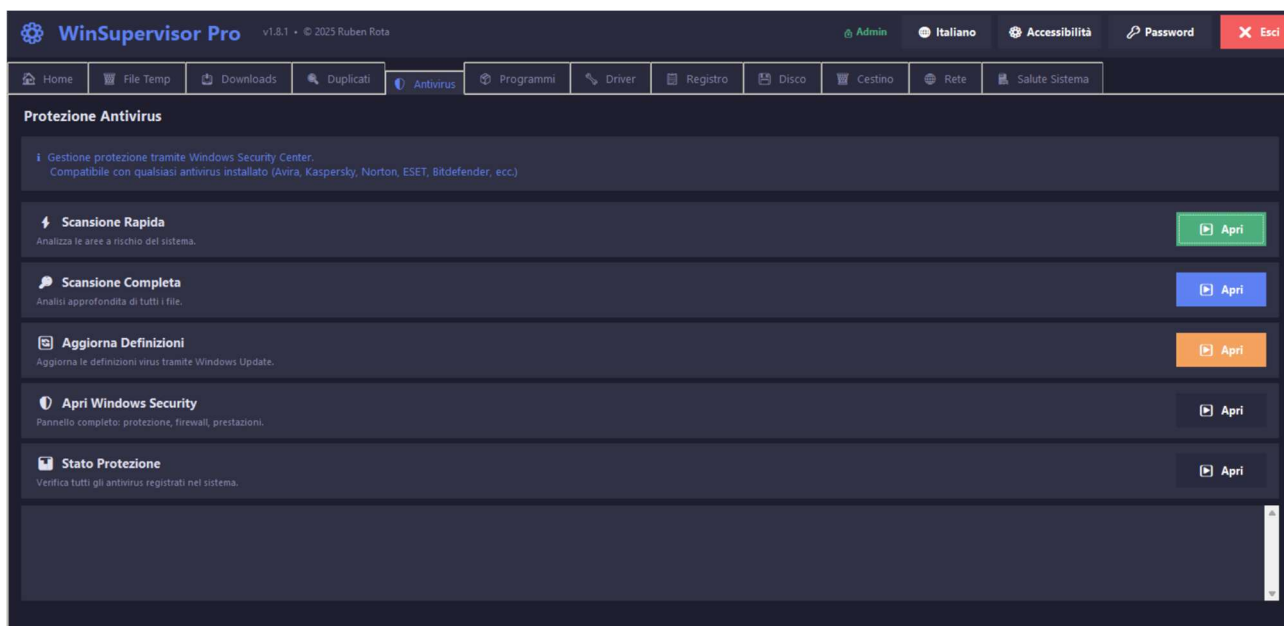 WinSupervisor Pro v1.8.1 • © 2025 Ruben Rota Admin Italiano Accessibilità Password Esci
Home File Temp Downloads Duplicati Antivirus Programmi Driver Registro Disco Cestino Rete Salute Sistema
Protezione Antivirus
Gestione protezione tramite Windows Security Center.
Compatibile con qualsiasi antivirus installato (Avira, Kaspersky, Norton, ESET, Bitdefender, ecc.)
Scansione Rapida
Analizza le aree a rischio del sistema.
Apri
Scansione Completa
Analisi approfondita di tutti i file.
Apri
Aggiorna Definizioni
Aggiorna le definizioni virus tramite Windows Update.
Apri
Apri Windows Security
Pannello completo: protezione, firewall, prestazioni.
Apri
Stato Protezione
Verifica tutti gli antivirus registrati nel sistema.
Apri